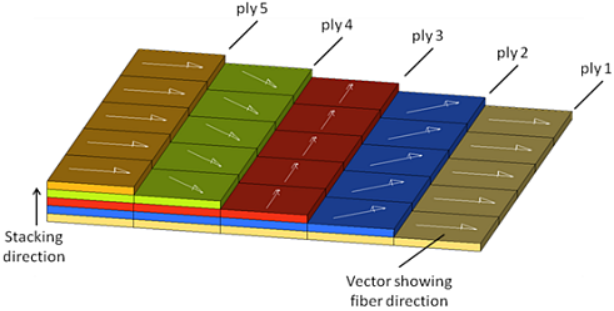 ply 5
ply 4
ply 3
ply 2
ply 1
Stacking
direction
Vector showing
fiber direction